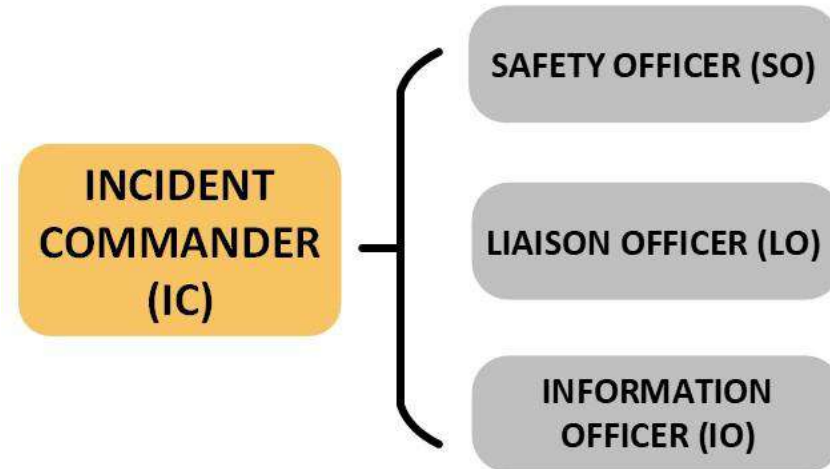 SAFETY OFFICER (SO)
INCIDENT
COMMANDER
(IC)
LIAISON OFFICER (LO)
INFORMATION
OFFICER (IO)